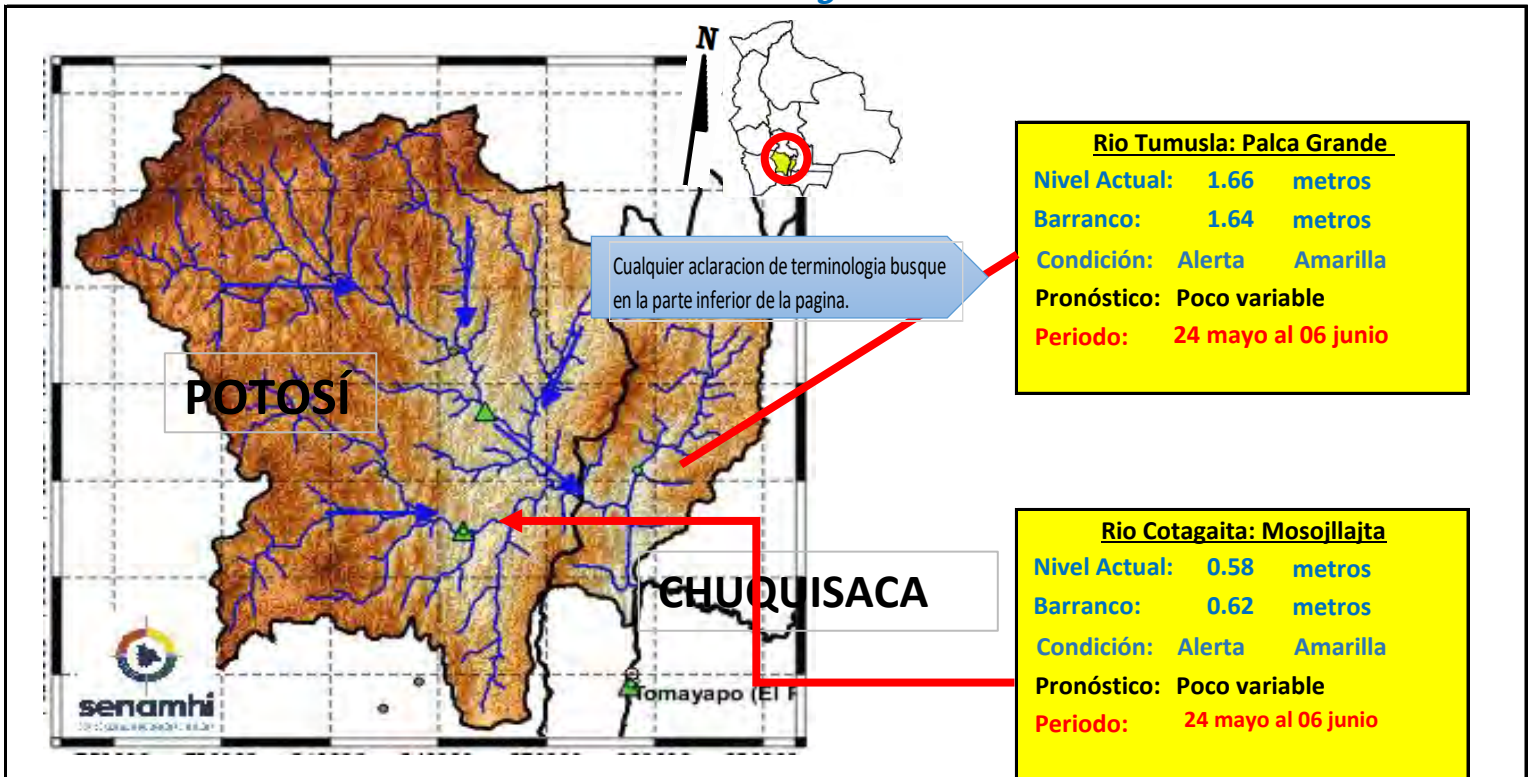 N
POTOSÍ
CHUQUISACA
Tomayapo (El
senamhi
Cualquier aclaracion de terminologia busque
en la parte inferior de la pagina.
Rio Tumusla: Palca Grande
Nivel Actual: 1.66 metros
Barranco: 1.64 metros
Condición: Alerta Amarilla
Pronóstico: Poco variable
Periodo: 24 mayo al 06 junio
Rio Cotagaita: Mosojllajta
Nivel Actual: 0.58 metros
Barranco: 0.62 metros
Condición: Alerta Amarilla
Pronóstico: Poco variable
Periodo: 24 mayo al 06 junio